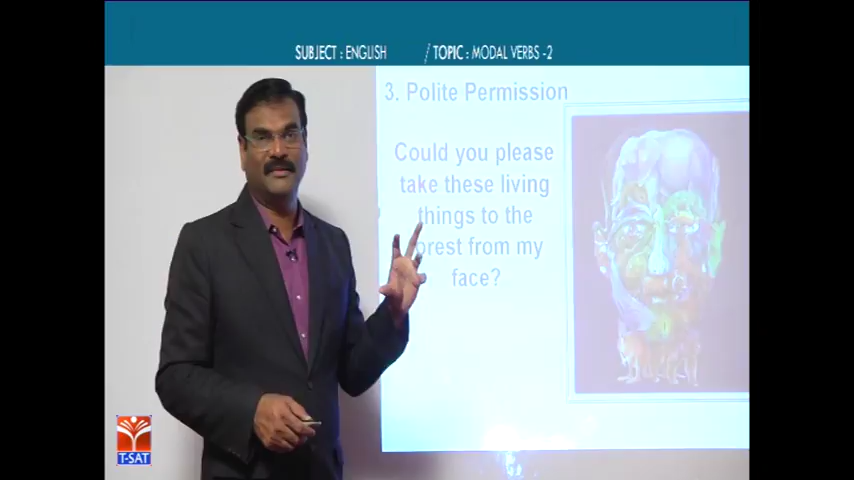 SUBJECT : ENGLISH / TOPIC : MODAL VERBS -2
3. Polite Permission
Could you please
take these living
things to the
orest from my
face?
T-SAT